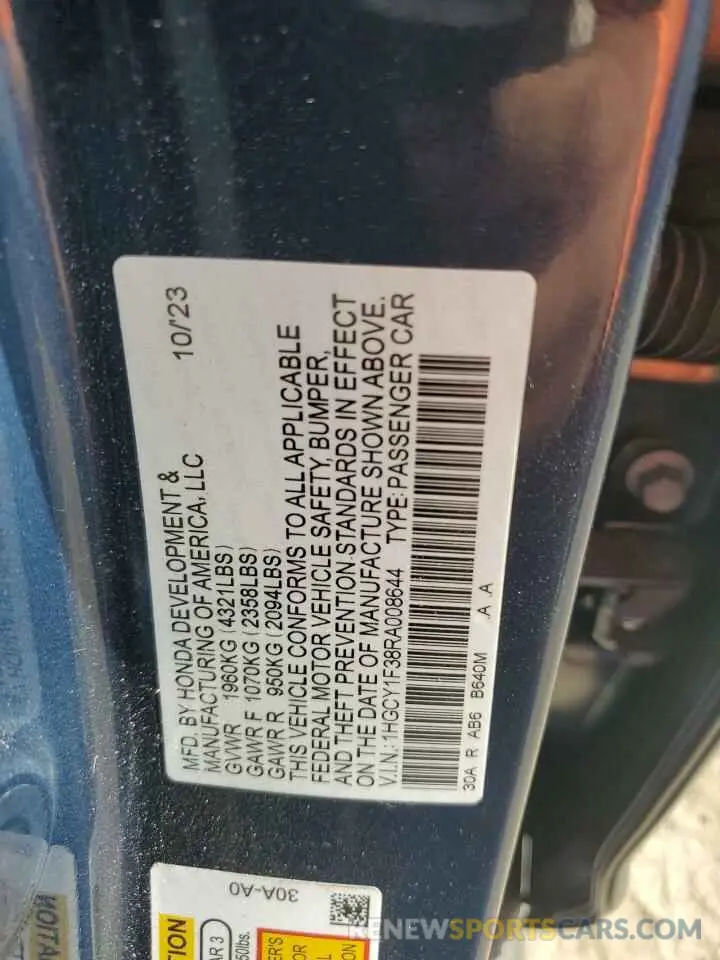 MFD. BY HONDA DEVELOPMENT & 10/'23
MANUFACTURING OF AMERICA, LLC
GVWR 1960KG (4321LBS)
GAWR F 1070KG (2358LBS)
GAWR R 950KG (2094LBS)
THIS VEHICLE CONFORMS TO ALL APPLICABLE
FEDERAL MOTOR VEHICLE SAFETY, BUMPER,
AND THEFT PREVENTION STANDARDS IN EFFECT
ON THE DATE OF MANUFACTURE SHOWN ABOVE.
V.I.N.: 1HGCY1F38RA008644 TYPE: PASSENGER CAR
30A R AB6 B640M .A .A
30A-A0
RENEWSPORTSCARS.COM